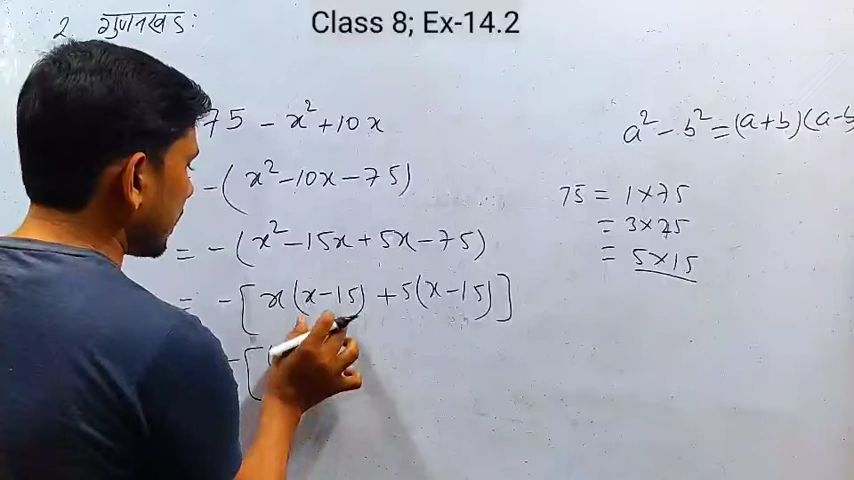 Class 8; Ex-14.2
2. गुणनखंड:
75 - x² + 10x
-(x² - 10x - 75)
= -(x² - 15x + 5x - 75)
= -[x(x-15) + 5(x-15)]
-[
a² - b² = (a+b)(a-b
75 = 1×75
= 3×75
= 5×15